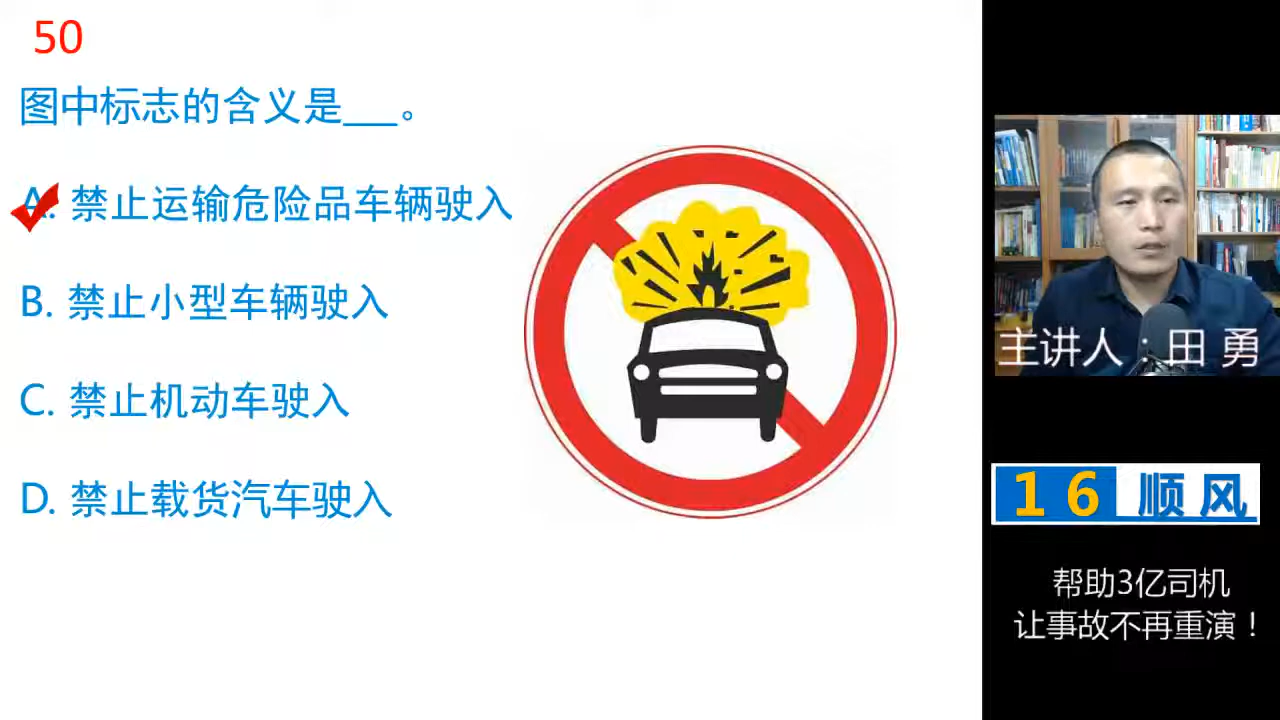 50
图中标志的含义是___。
A. 禁止运输危险品车辆驶入
B. 禁止小型车辆驶入
C. 禁止机动车驶入
D. 禁止载货汽车驶入
主讲人：田 勇
16 顺风
帮助3亿司机
让事故不再重演！